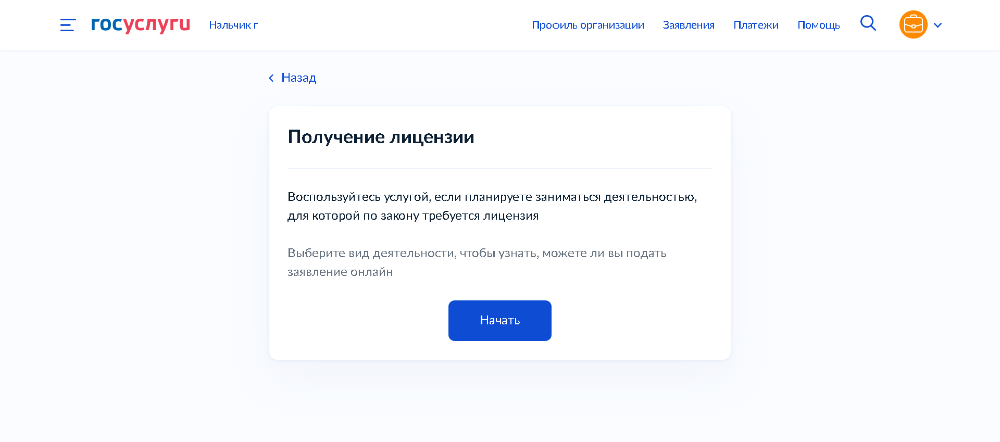 госуслуги Нальчик г Профиль организации Заявления Платежи Помощь
Назад
Получение лицензии
Воспользуйтесь услугой, если планируете заниматься деятельностью,
для которой по закону требуется лицензия
Выберите вид деятельности, чтобы узнать, можете ли вы подать
заявление онлайн
Начать